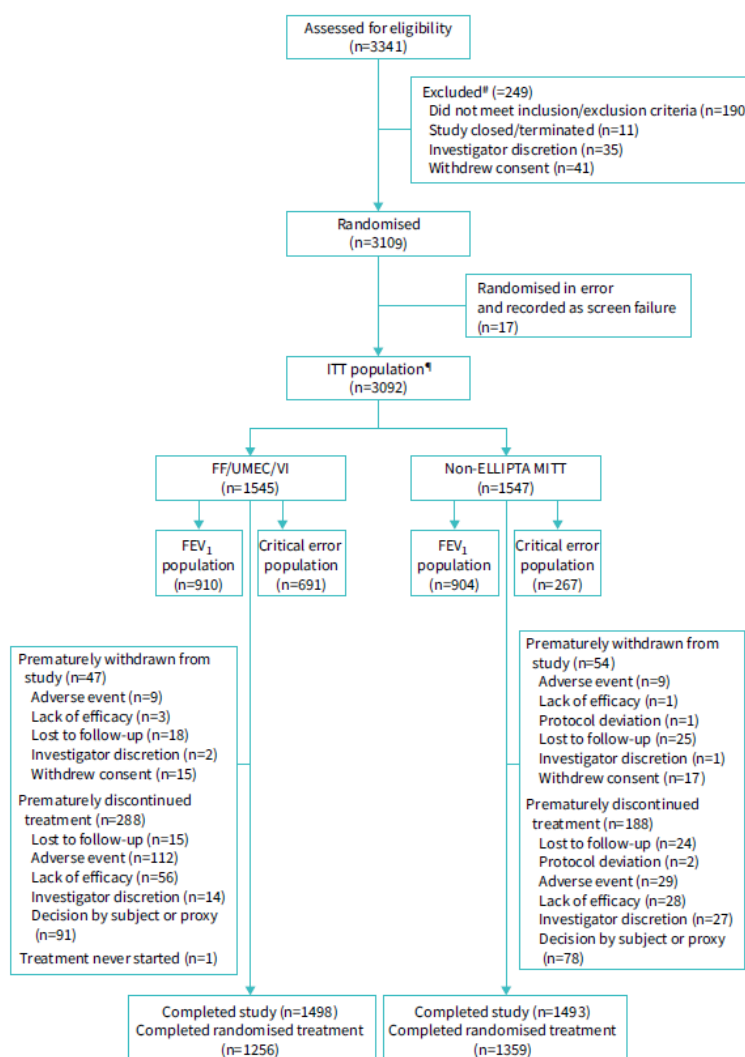 Assessed for eligibility
(n=3341)
Excluded# (=249)
Did not meet inclusion/exclusion criteria (n=190
Study closed/terminated (n=11)
Investigator discretion (n=35)
Withdrew consent (n=41)
Randomised
(n=3109)
Randomised in error
and recorded as screen failure
(n=17)
ITT population¶
(n=3092)
FF/UMEC/VI
(n=1545)
Non-ELLIPTA MITT
(n=1547)
FEV1
population
(n=910)
Critical error
population
(n=691)
FEV1
population
(n=904)
Critical error
population
(n=267)
Prematurely withdrawn from
study (n=47)
Adverse event (n=9)
Lack of efficacy (n=3)
Lost to follow-up (n=18)
Investigator discretion (n=2)
Withdrew consent (n=15)
Prematurely discontinued
treatment (n=288)
Lost to follow-up (n=15)
Adverse event (n=112)
Lack of efficacy (n=56)
Investigator discretion (n=14)
Decision by subject or proxy
(n=91)
Treatment never started (n=1)
Prematurely withdrawn from
study (n=54)
Adverse event (n=9)
Lack of efficacy (n=1)
Protocol deviation (n=1)
Lost to follow-up (n=25)
Investigator discretion (n=1)
Withdrew consent (n=17)
Prematurely discontinued
treatment (n=188)
Lost to follow-up (n=24)
Protocol deviation (n=2)
Adverse event (n=29)
Lack of efficacy (n=28)
Investigator discretion (n=27)
Decision by subject or proxy
(n=78)
Completed study (n=1498)
Completed randomised treatment
(n=1256)
Completed study (n=1493)
Completed randomised treatment
(n=1359)